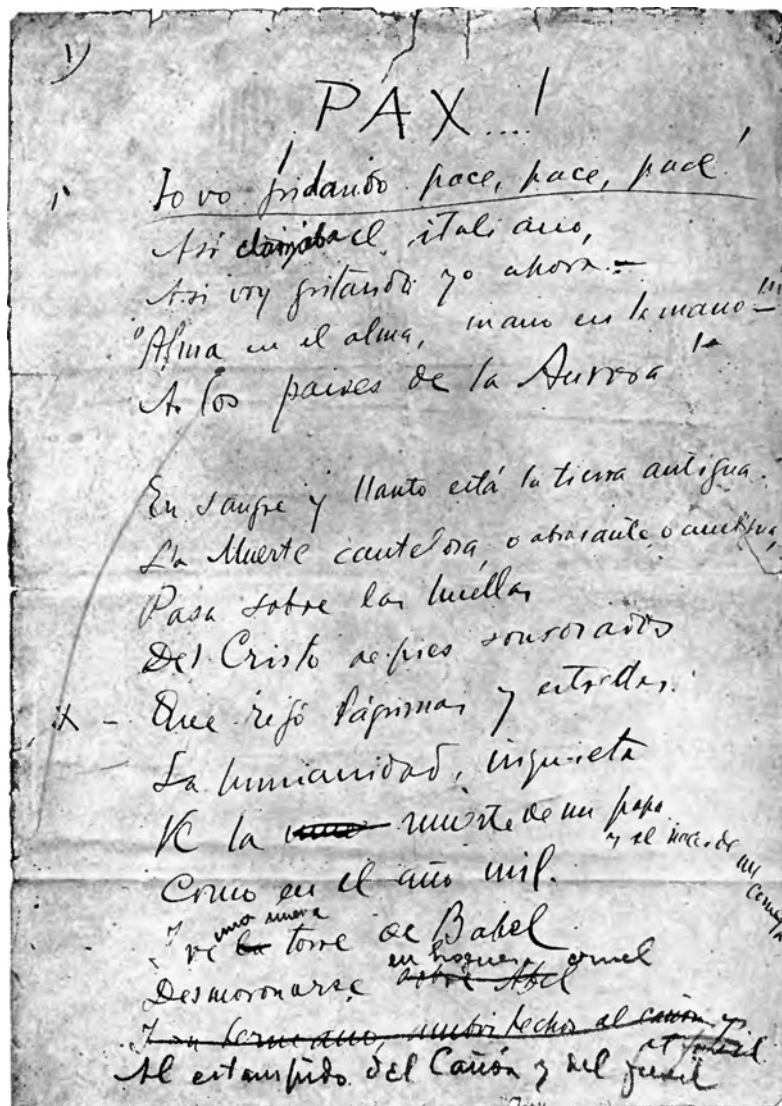 1)
PAX....!
1º Io vo gridando pace, pace, pace!
Así clamaba el italiano,
Así voy gritando yo ahora:—
"Alma en el alma, mano en la mano—
A los países de la Aurora!"
En sangre y llanto está la tierra antigua.
La Muerte cautelosa, o abrasante, o ambigua,
Pasa sobre las huellas
Del Cristo de pies sonrosados
X - Que regó lágrimas y estrellas.
La humanidad, inquieta
Ve la muerte de un papa y el nacer de un cometa
Como en el año mil.
Y ve una nueva torre de Babel
Desmoronarse en hoguera cruel
Al estampido del Cañón y del fusil